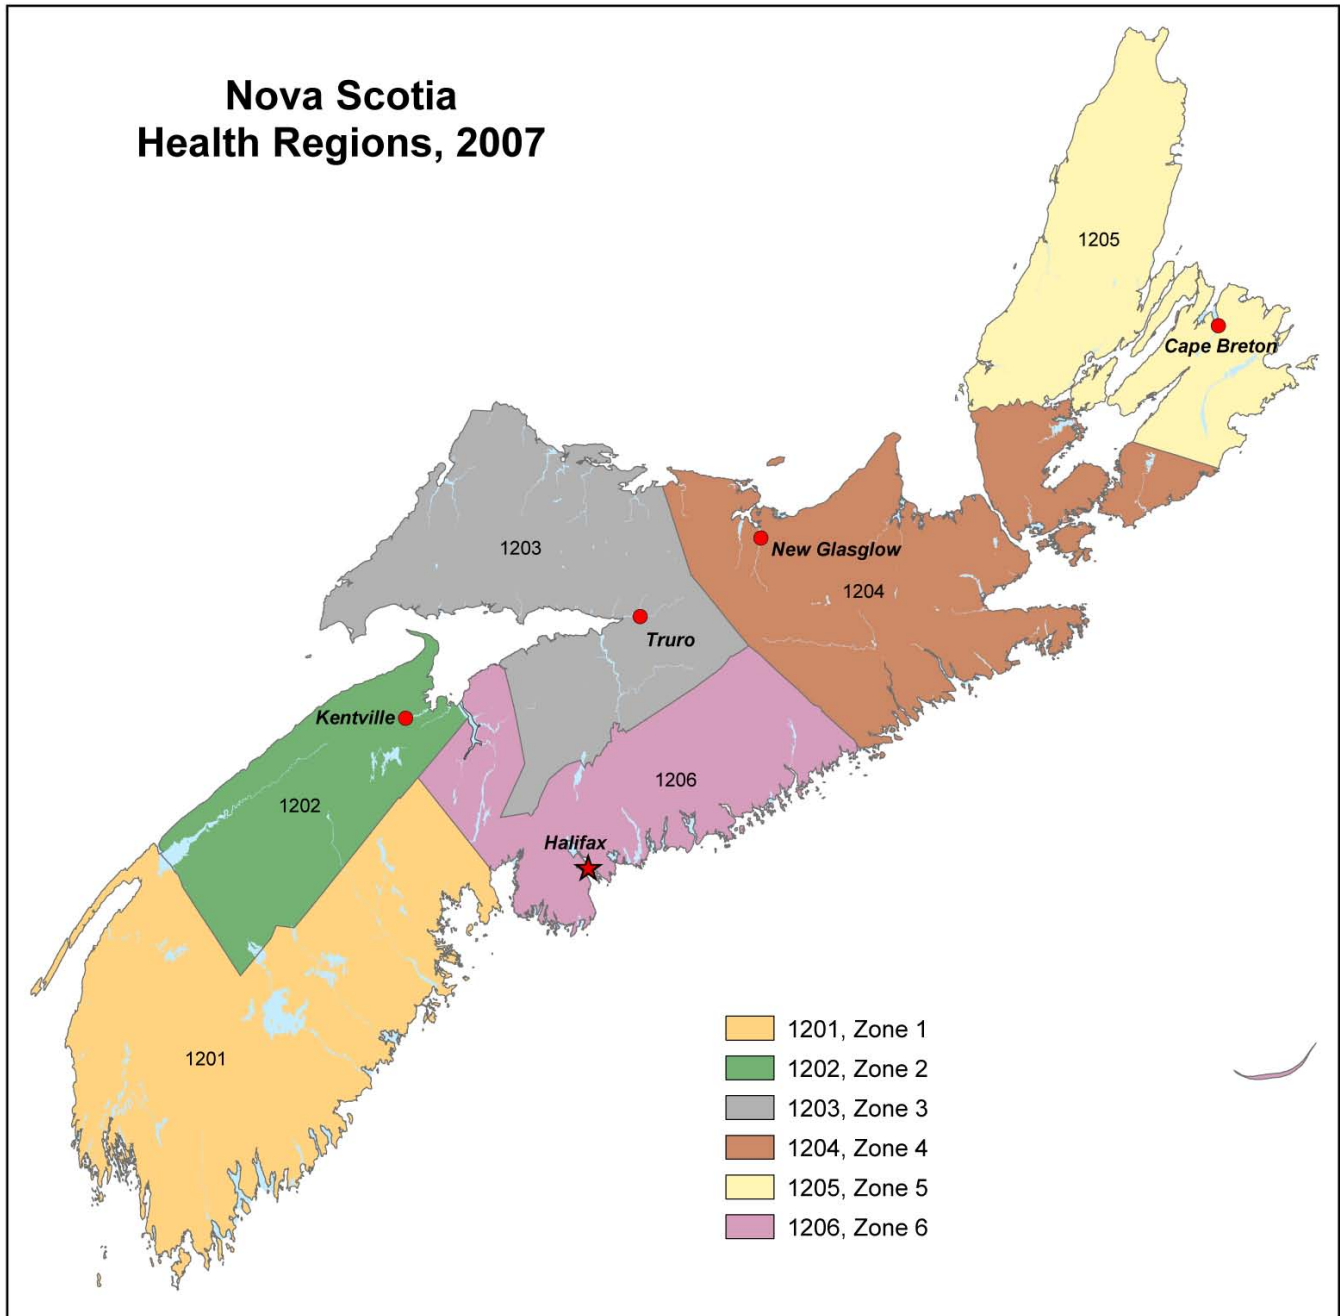 Nova Scotia
Health Regions, 2007
1205
Cape Breton
1203
New Glasglow
1204
Truro
Kentville
1206
1202
Halifax
1201
1201, Zone 1
1202, Zone 2
1203, Zone 3
1204, Zone 4
1205, Zone 5
1206, Zone 6